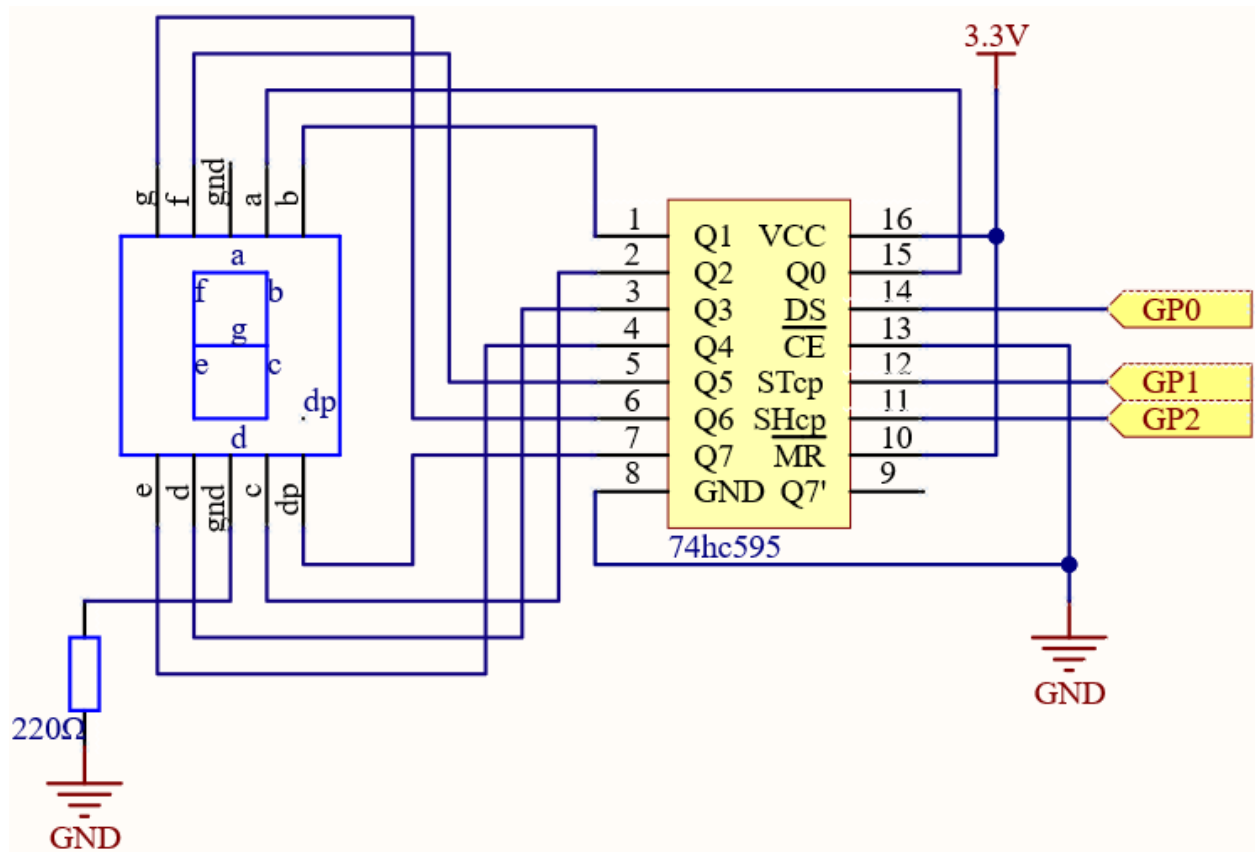 3.3V
g f gnd a b
a
f b
g
e c
dp
d
e d gnd c dp
220Ω
GND
1 Q1 VCC 16
2 Q2 Q0 15
3 Q3 DS 14 GP0
4 Q4 CE 13
5 Q5 STcp 12 GP1
6 Q6 SHcp 11 GP2
7 Q7 MR 10
8 GND Q7' 9
74hc595
GND